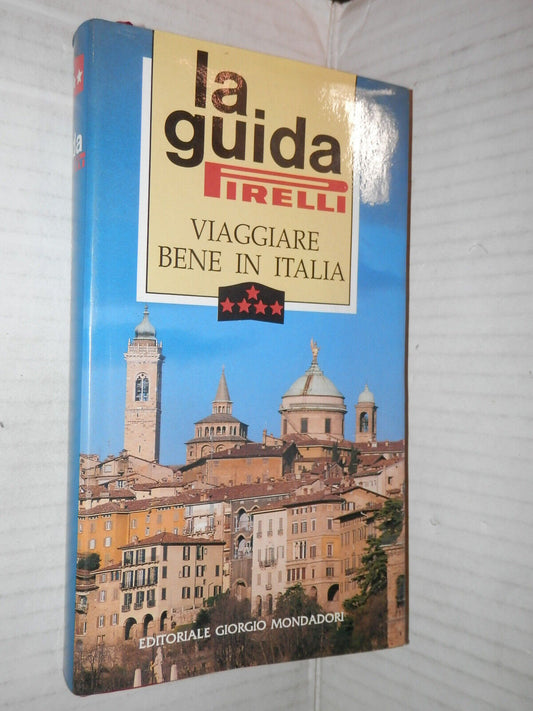 la
guida
PIRELLI
VIAGGIARE
BENE IN ITALIA
EDITORIALE GIORGIO MONDADORI